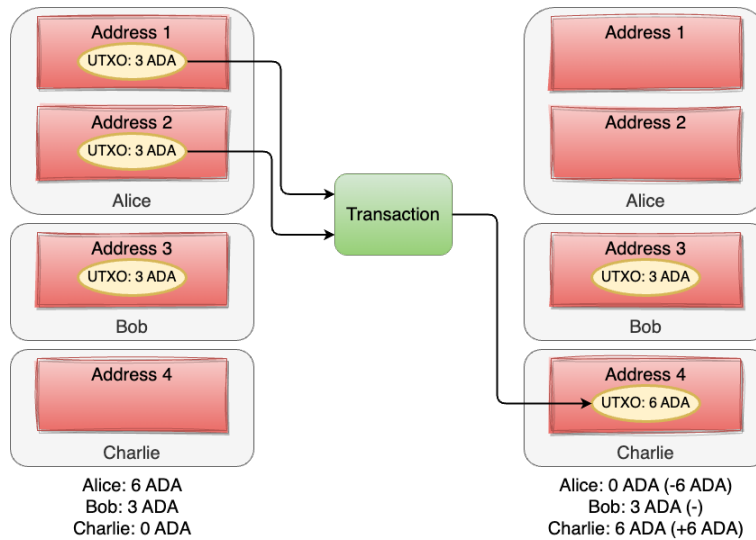 Address 1
UTXO: 3 ADA
Address 2
UTXO: 3 ADA
Alice
Address 3
UTXO: 3 ADA
Bob
Address 4
Charlie
Alice: 6 ADA
Bob: 3 ADA
Charlie: 0 ADA
Transaction
Address 1
Address 2
Alice
Address 3
UTXO: 3 ADA
Bob
Address 4
UTXO: 6 ADA
Charlie
Alice: 0 ADA (-6 ADA)
Bob: 3 ADA (-)
Charlie: 6 ADA (+6 ADA)